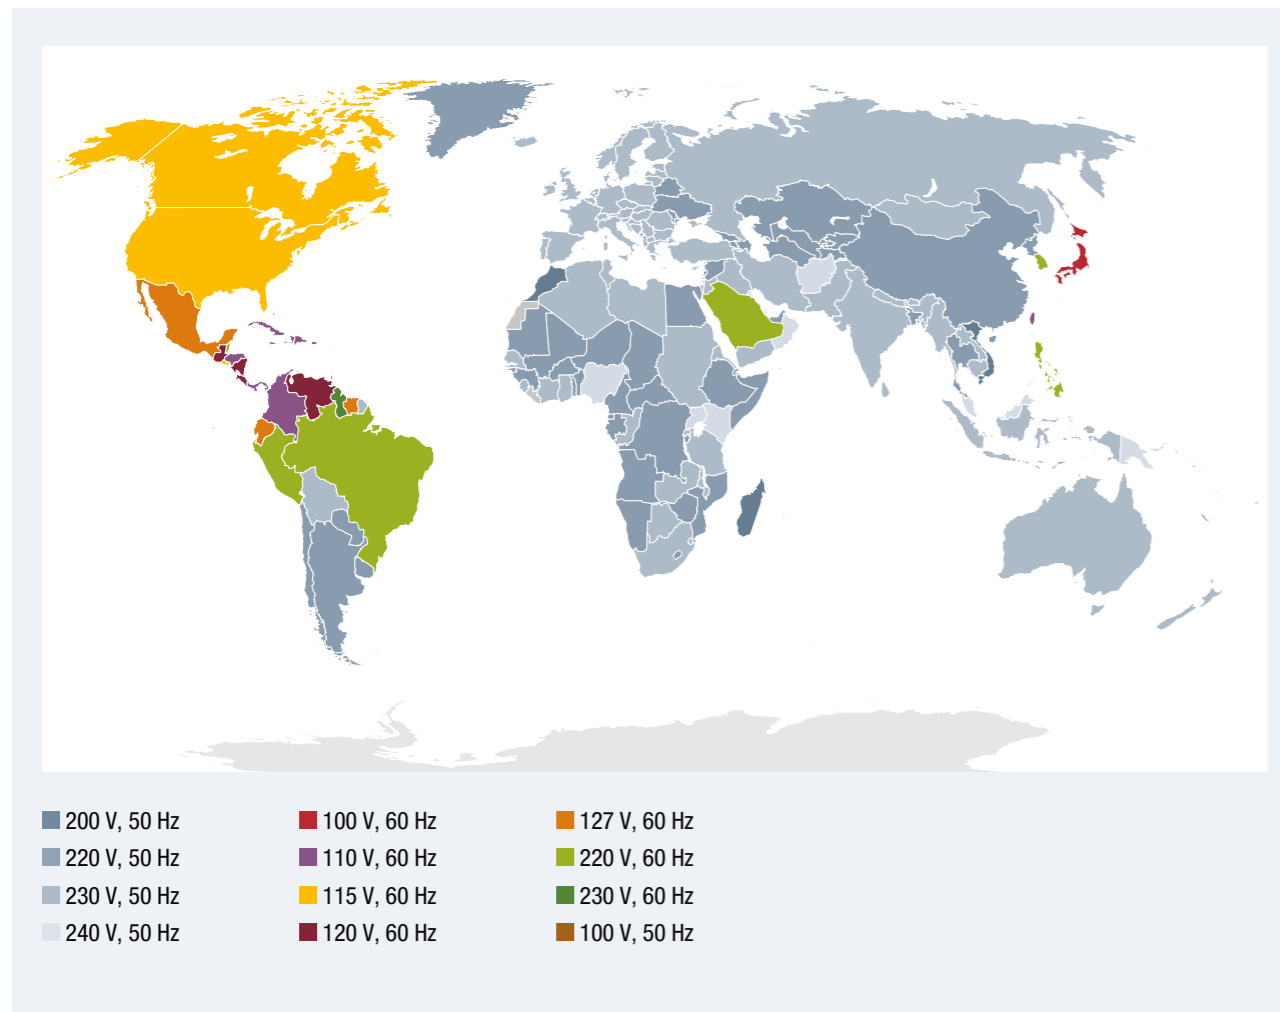 200 V, 50 Hz
220 V, 50 Hz
230 V, 50 Hz
240 V, 50 Hz
100 V, 60 Hz
110 V, 60 Hz
115 V, 60 Hz
120 V, 60 Hz
127 V, 60 Hz
220 V, 60 Hz
230 V, 60 Hz
100 V, 50 Hz